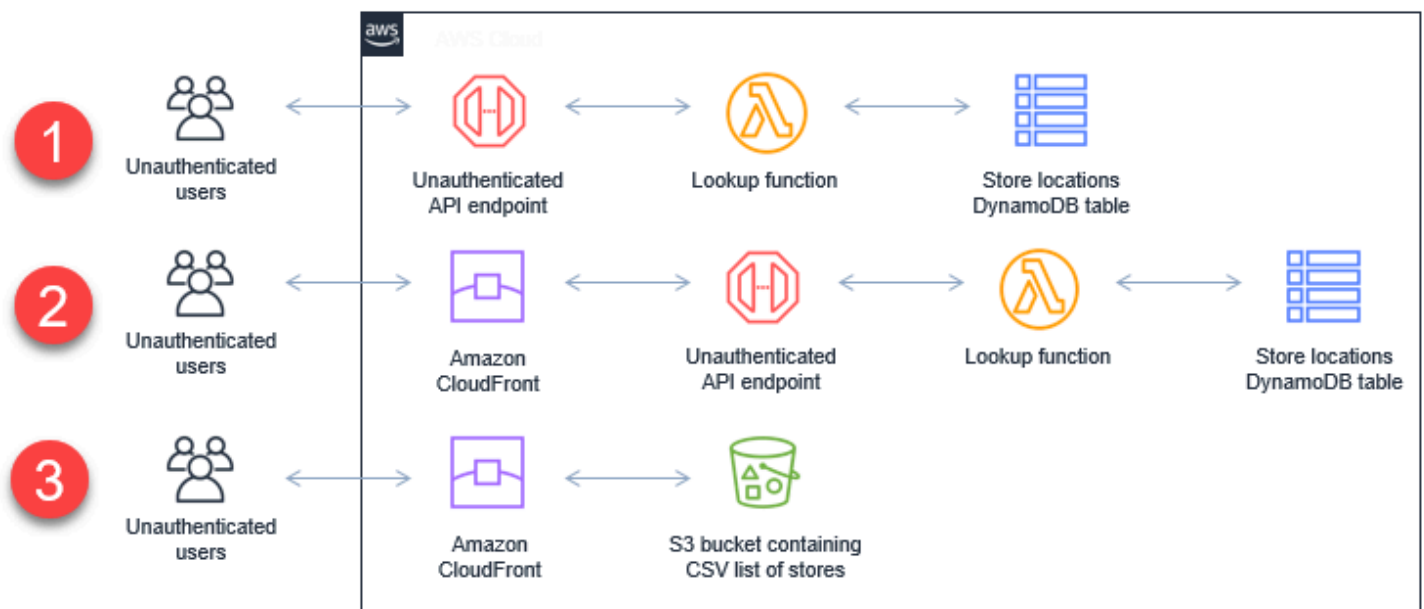 aws
AWS Cloud
1
Unauthenticated
users
Unauthenticated
API endpoint
Lookup function
Store locations
DynamoDB table
2
Unauthenticated
users
Amazon
CloudFront
Unauthenticated
API endpoint
Lookup function
Store locations
DynamoDB table
3
Unauthenticated
users
Amazon
CloudFront
S3 bucket containing
CSV list of stores